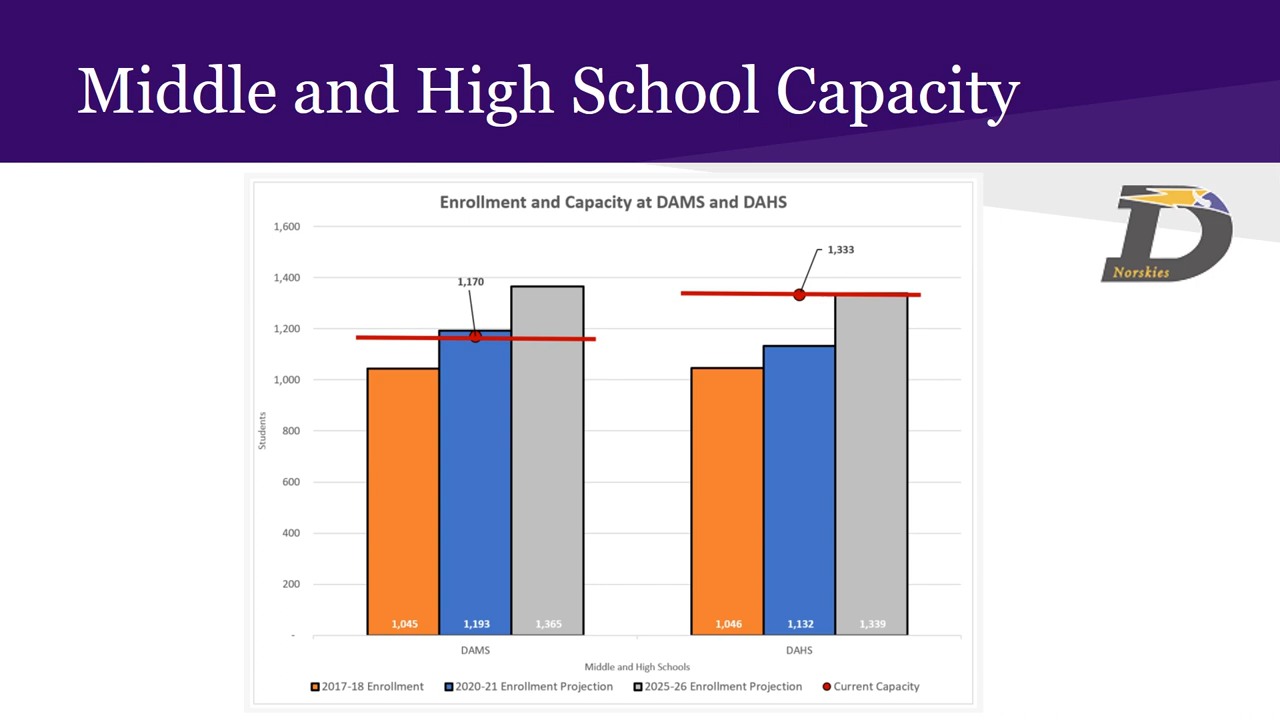 Middle and High School Capacity
Norskies
Enrollment and Capacity at DAMS and DAHS
1,600
1,400
1,200
1,000
800
600
400
200
-
Students
1,170
1,333
1,045 1,193 1,365 1,046 1,132 1,339
DAMS DAHS
Middle and High Schools
2017-18 Enrollment 2020-21 Enrollment Projection 2025-26 Enrollment Projection Current Capacity